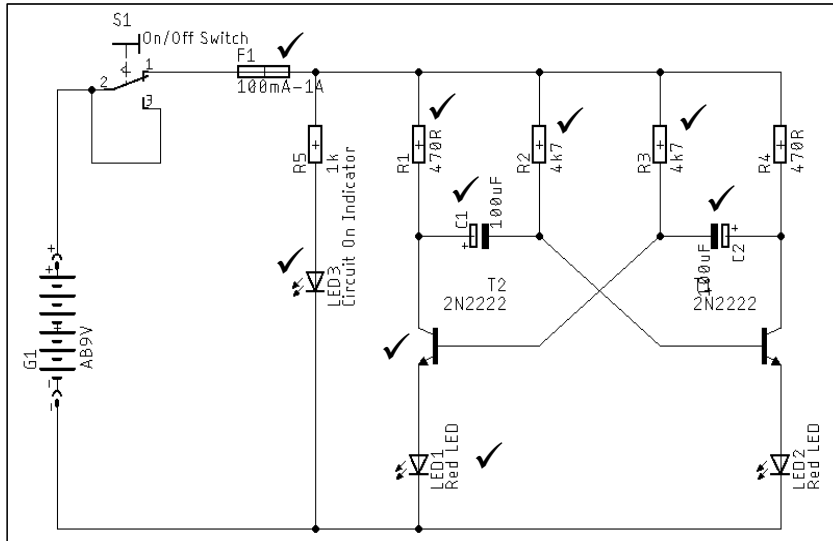 S1
On/Off Switch
4
1
2
3
F1
100mA-1A
R5
1k
R1
470R
R2
4k7
R3
4k7
R4
470R
C1
100uF
+
100uF
C2
+
LED3
Circuit On Indicator
T2
2N2222
2N2222
+
+
G1
AB9V
-
-
LED1
Red LED
LED2
Red LED